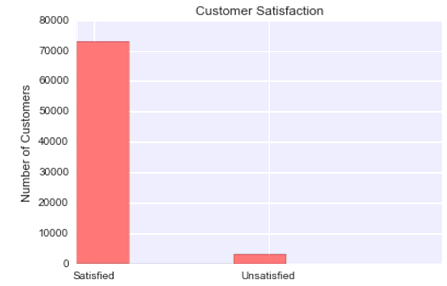 Customer Satisfaction
Number of Customers
80000
70000
60000
50000
40000
30000
20000
10000
0
Satisfied
Unsatisfied